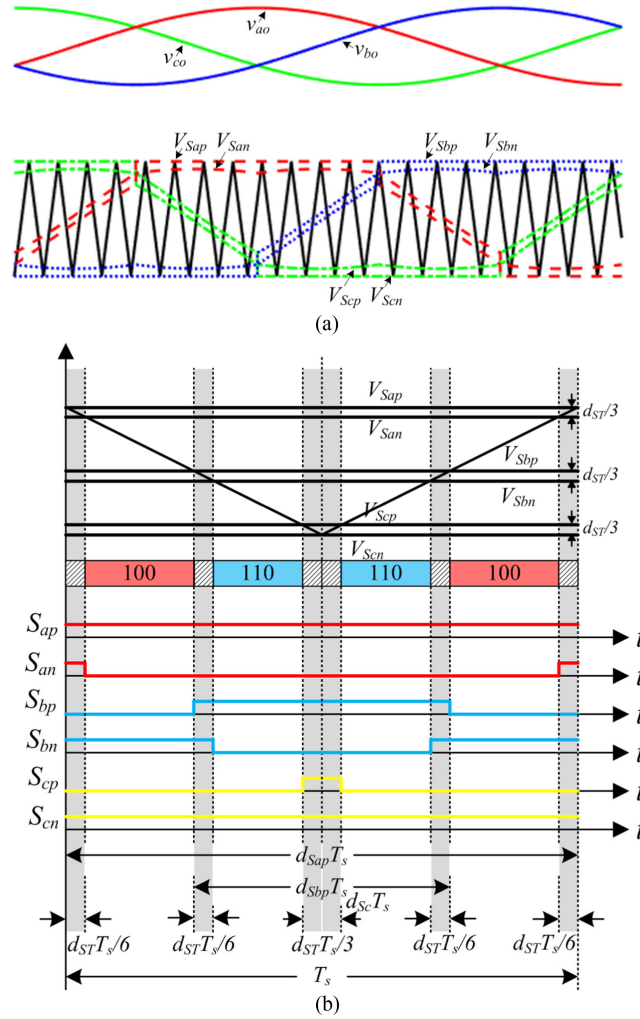 v_ao
v_co
v_bo
V_Sap V_San V_Sbp V_Sbn
V_Scp V_Scn
(a)
V_Sap
d_ST/3
V_San
V_Sbp
d_ST/3
V_Sbn
V_Scp
d_ST/3
V_Scn
100 110 110 100
S_ap t
S_an t
S_bp t
S_bn t
S_cp t
S_cn t
d_Sap T_s
d_Sbp T_s
d_Sc T_s
d_ST T_s/6 d_ST T_s/6 d_ST T_s/3 d_ST T_s/6 d_ST T_s/6
T_s
(b)